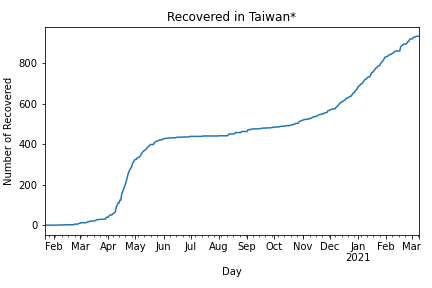 Recovered in Taiwan*
Number of Recovered
800
600
400
200
0
Feb Mar Apr May Jun Jul Aug Sep Oct Nov Dec Jan Feb Mar
2021
Day